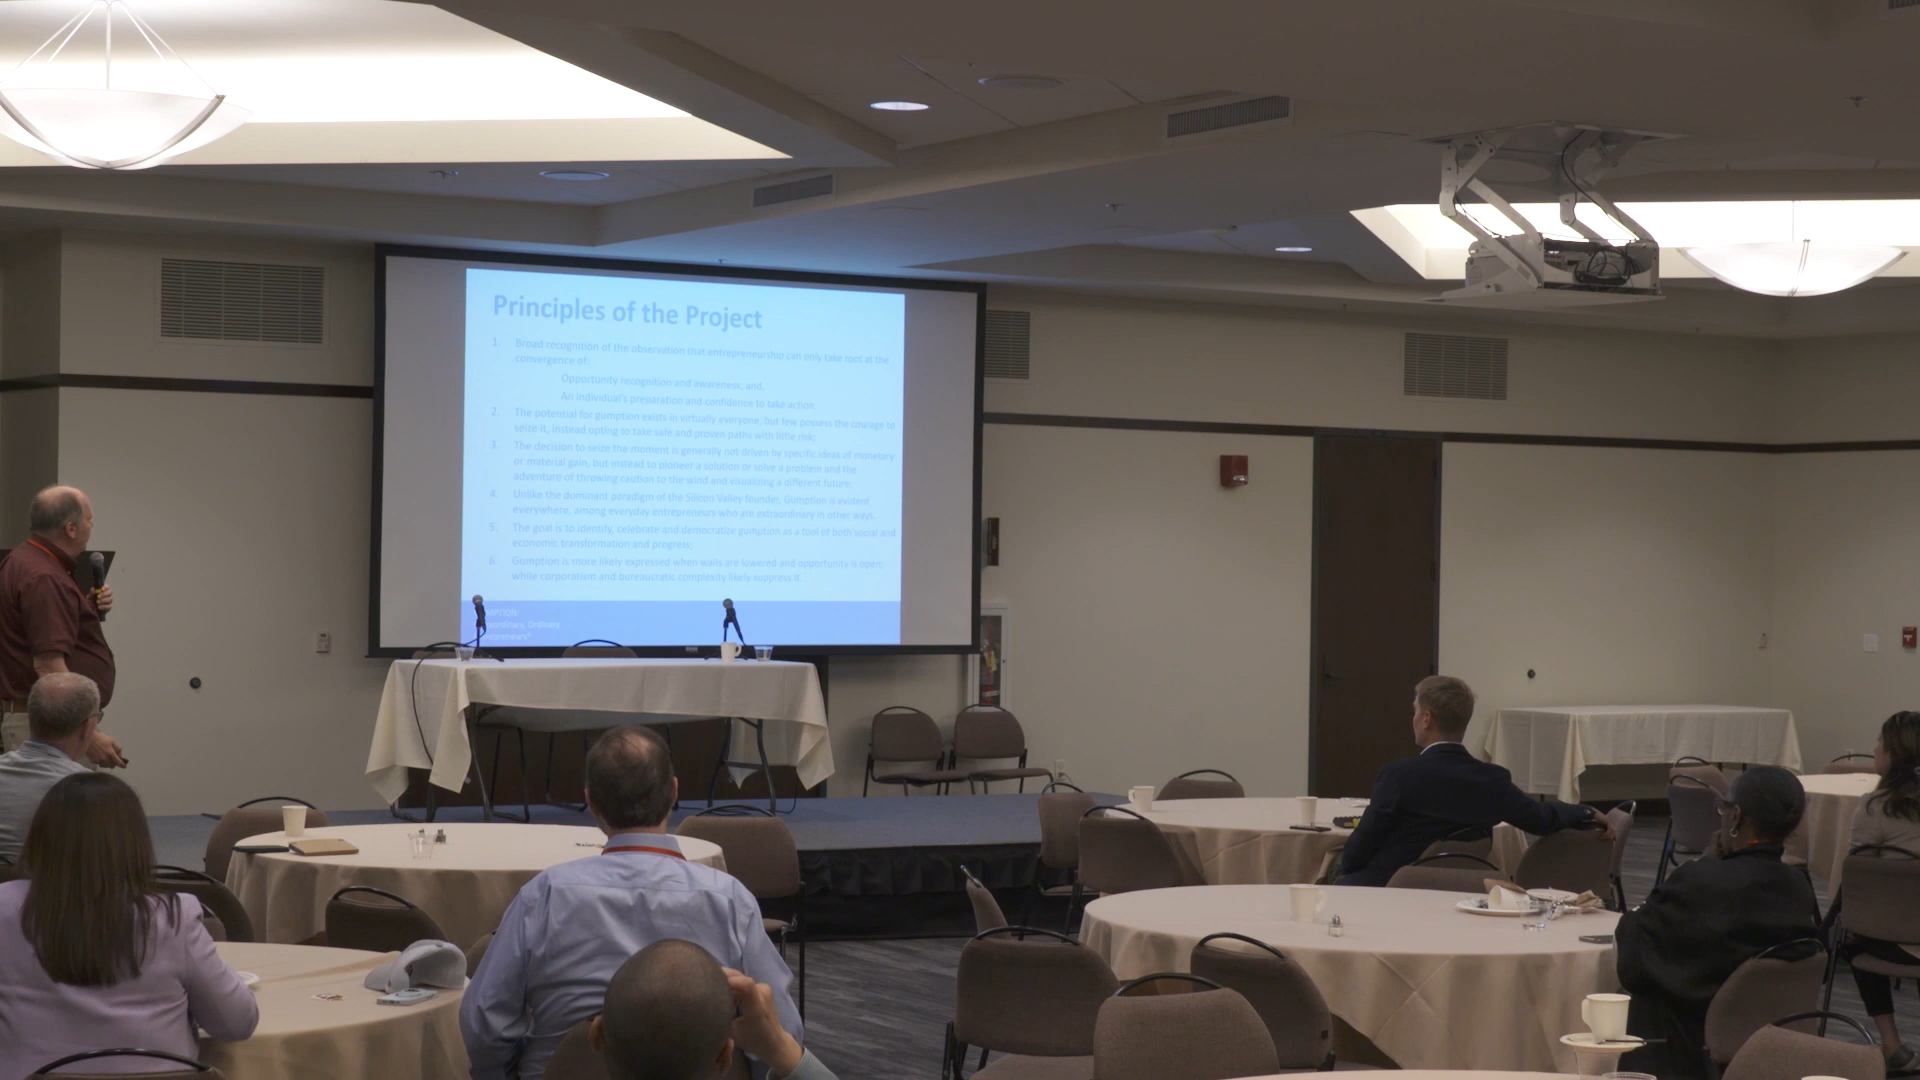 Principles of the Project
1. Broad recognition of the observation that entrepreneurship can only take root at the
convergence of:
Opportunity recognition and awareness; and,
An individual's preparation and confidence to take action;
2. The potential for gumption exists in virtually everyone, but few possess the courage to
seize it, instead opting to take safe and proven paths with little risk;
3. The decision to seize the moment is generally not driven by specific ideas of monetary
or material gain, but instead to pioneer a solution or solve a problem and the
adventure of throwing caution to the wind and visualizing a different future.
4. Unlike the dominant paradigm of the Silicon Valley founder, Gumption is evident
everywhere, among everyday entrepreneurs who are extraordinary in other ways.
5. The goal is to identify, celebrate and democratize gumption as a tool of both social and
economic transformation and progress;
6. Gumption is more likely expressed when walls are lowered and opportunity is open;
while corporatism and bureaucratic complexity likely suppress it.
Ordinary